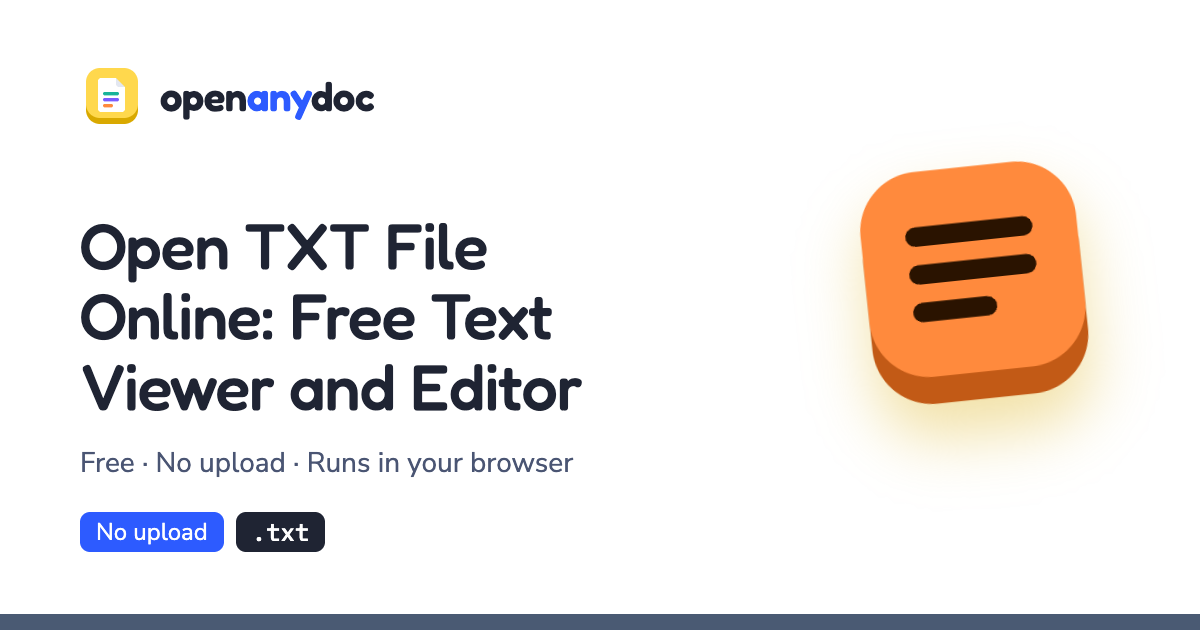 openanydoc
Open TXT File
Online: Free Text
Viewer and Editor
Free · No upload · Runs in your browser
No upload
.txt